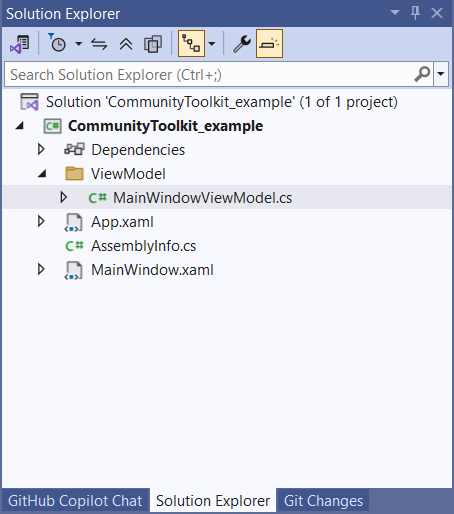 Solution Explorer
Search Solution Explorer (Ctrl+;)
Solution 'CommunityToolkit_example' (1 of 1 project)
C# CommunityToolkit_example
Dependencies
ViewModel
C# MainWindowViewModel.cs
App.xaml
C# AssemblyInfo.cs
MainWindow.xaml
GitHub Copilot Chat Solution Explorer Git Changes